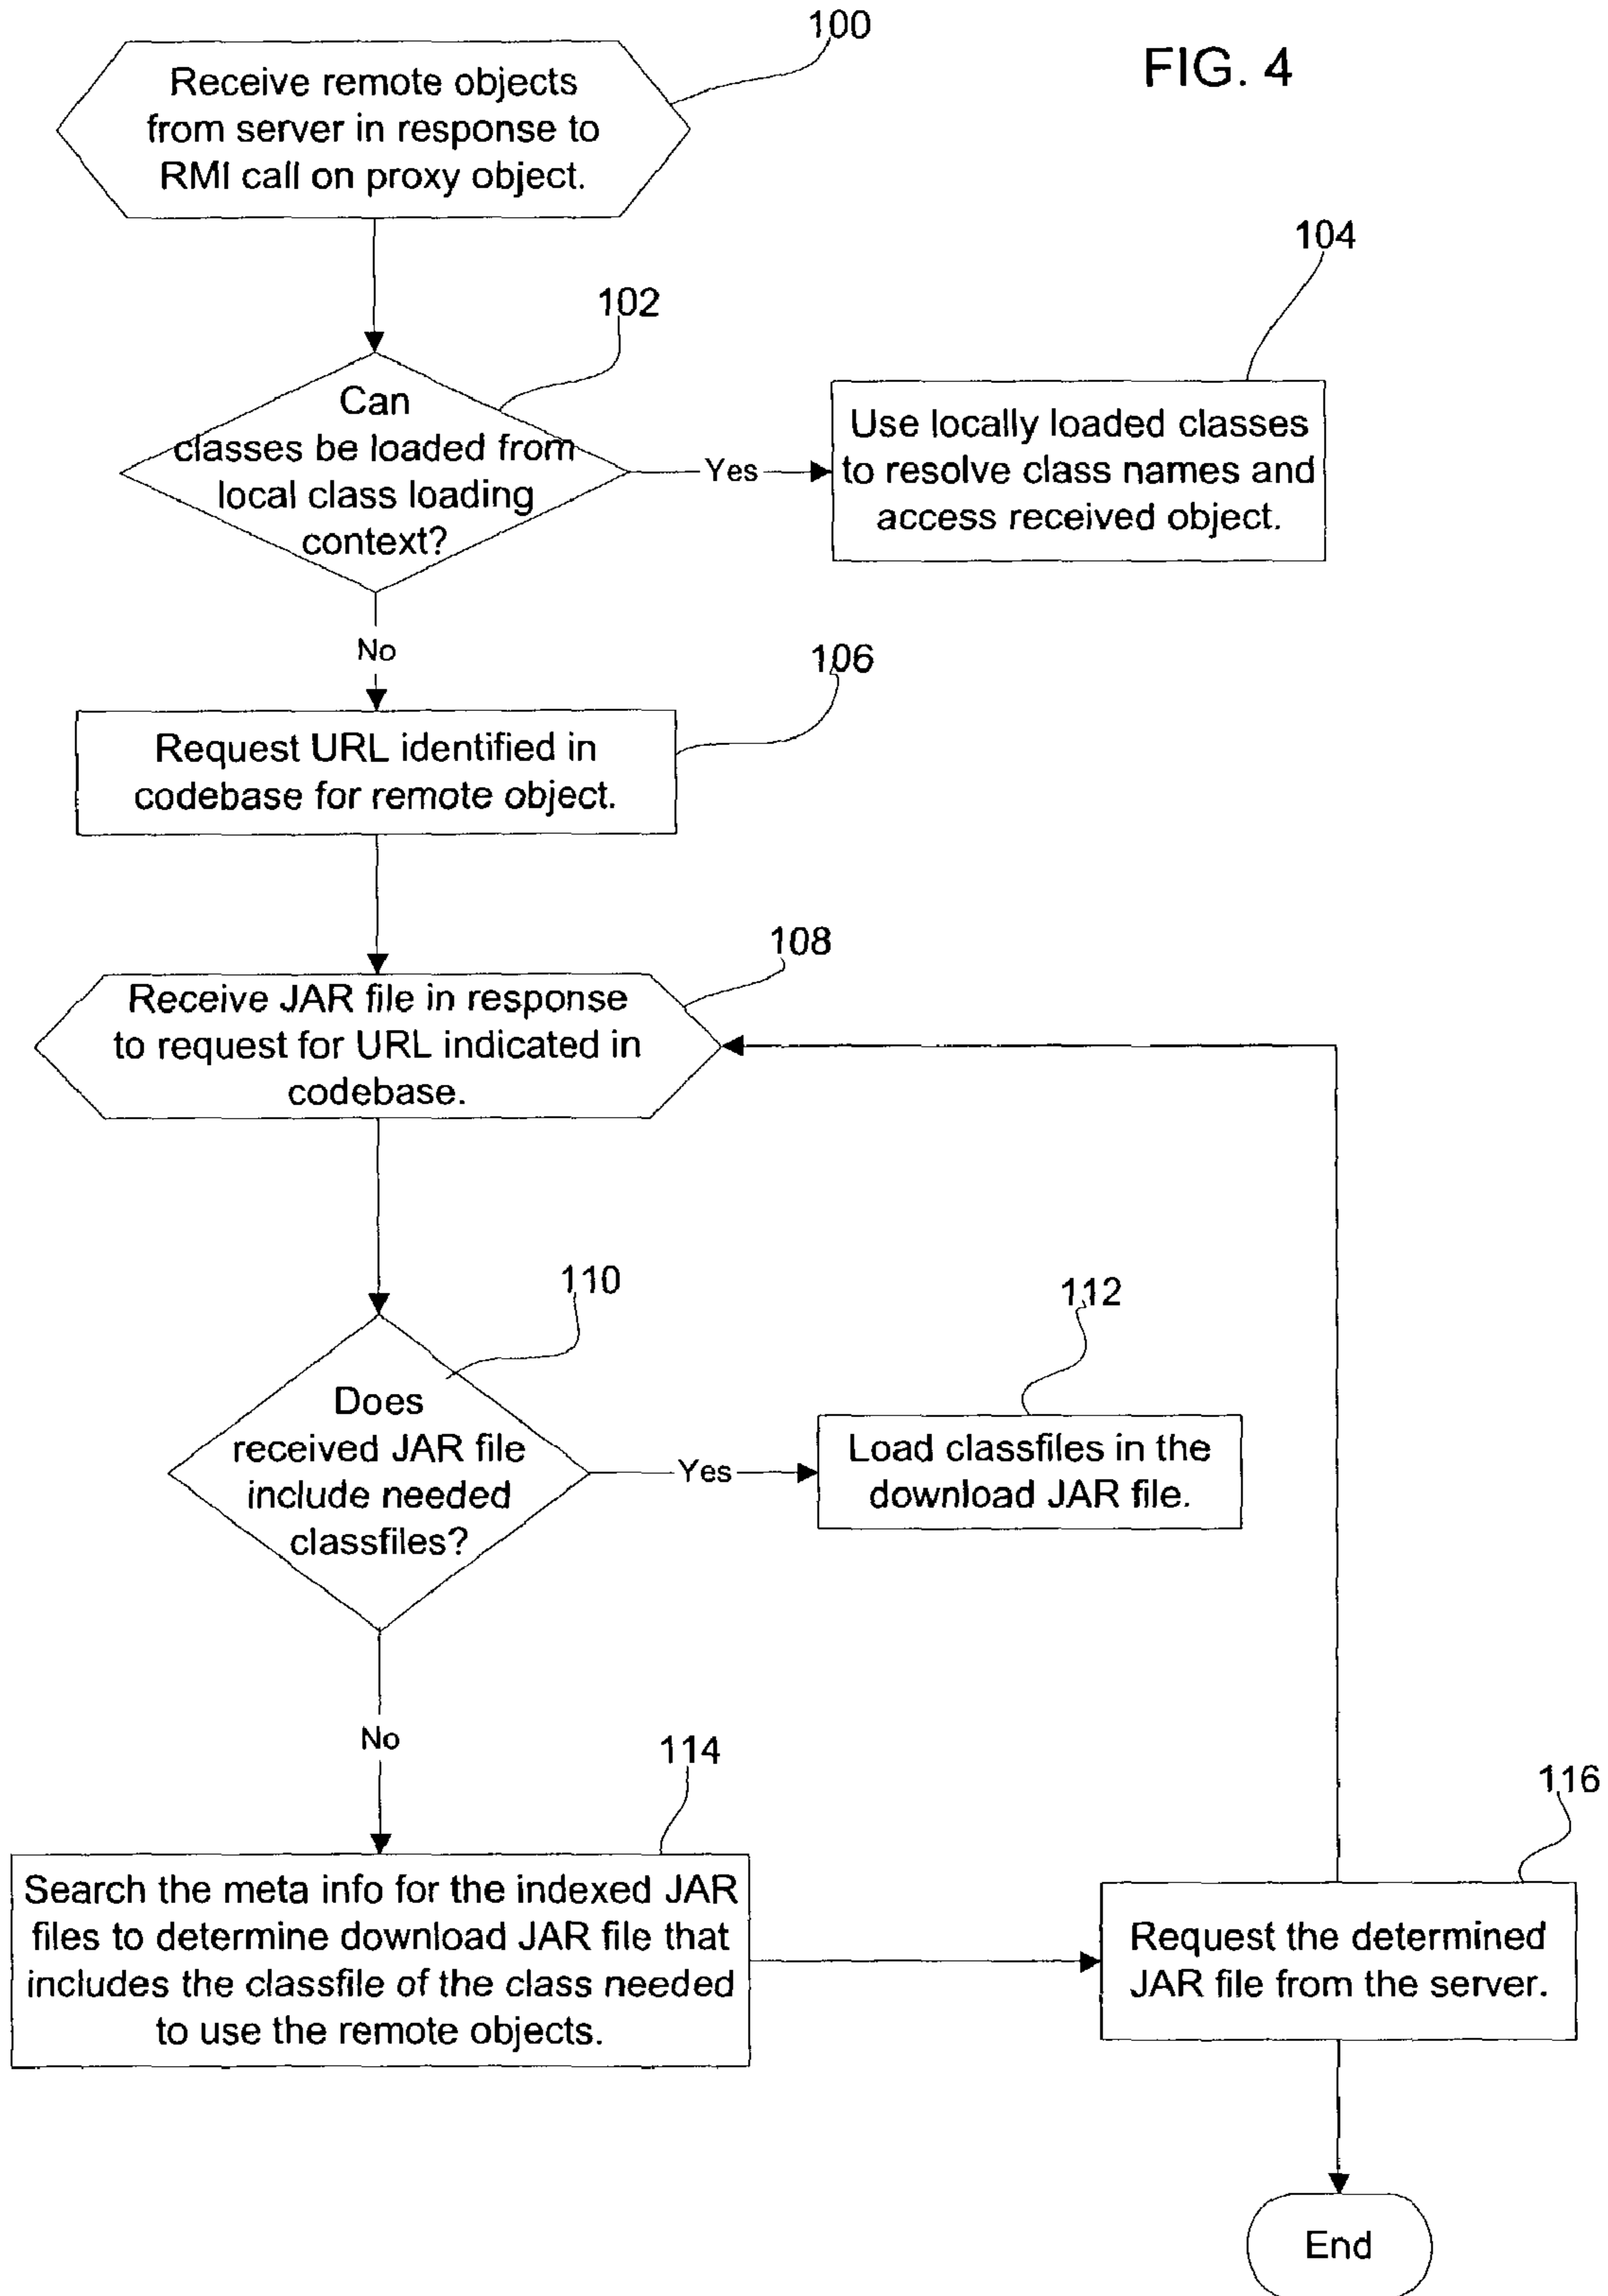 100
FIG. 4
Receive remote objects
from server in response to
RMI call on proxy object.
104
102
Can
classes be loaded from
local class loading
context?
Yes
Use locally loaded classes
to resolve class names and
access received object.
No
106
Request URL identified in
codebase for remote object.
108
Receive JAR file in response
to request for URL indicated in
codebase.
110
112
Does
received JAR file
include needed
classfiles?
Yes
Load classfiles in the
download JAR file.
No
114
116
Search the meta info for the indexed JAR
files to determine download JAR file that
includes the classfile of the class needed
to use the remote objects.
Request the determined
JAR file from the server.
End